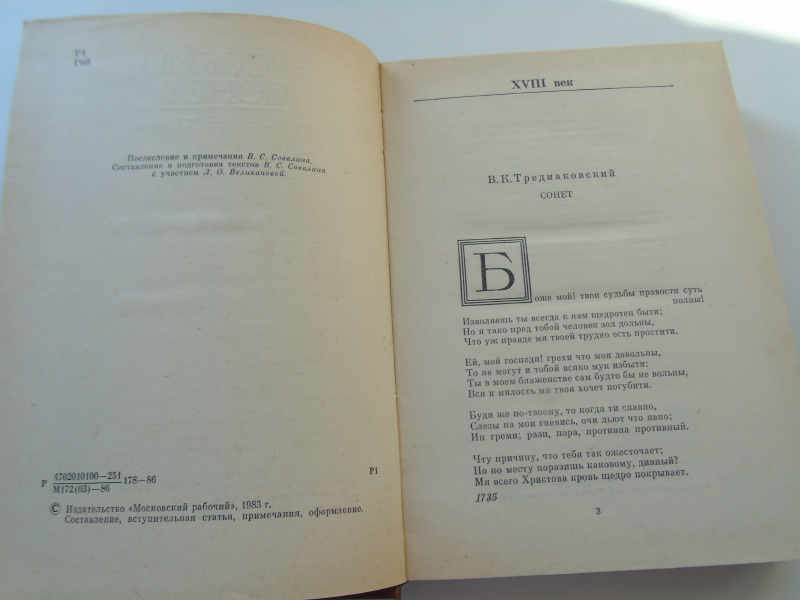 Р1
Р89
Послесловие и примечания В. С. Совалина.
Составление и подготовка текстов В. С. Совалина
с участием Л. О. Великановой.
Р 4702010100—251 178—86
М172(03)—86
Р1
© Издательство «Московский рабочий», 1983 г.
Составление, вступительная статья, примечания, оформление.
XVIII век
В. К. Тредиаковский
СОНЕТ
Боже мой! твои судьбы правости суть
полны!
Изволяешь ты всегда к нам щедротен быти;
Но я тако пред тобой человек зол дольны,
Что уж правде мя твоей трудно есть простити.
Ей, мой господи! грехи что мои довольны,
То не могут и тобой всяко мук избыти;
Ты в моем блаженстве сам будто бы не вольны,
Вся и милость мя твоя хочет погубити.
Буди же по-твоему, то когда ти славно,
Слезы на мои гневись, очи льют что явно;
Ин греми; рази, пора, противна противный.
Чту причину, что тебя так ожесточает;
Но по месту поразишь каковому, дивный?
Мя всего Христова кровь щедро покрывает.
1735
3